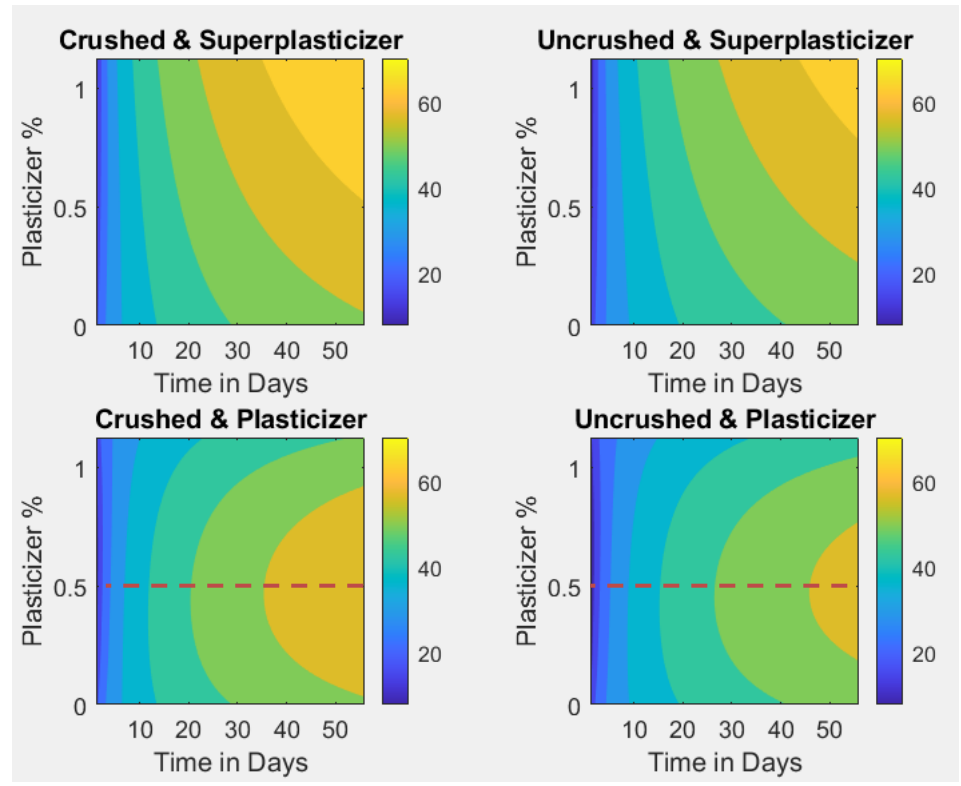 Crushed & Superplasticizer
Plasticizer %
1
0.5
0
10 20 30 40 50
Time in Days
60
40
20
Uncrushed & Superplasticizer
Plasticizer %
1
0.5
0
10 20 30 40 50
Time in Days
60
40
20
Crushed & Plasticizer
Plasticizer %
1
0.5
0
10 20 30 40 50
Time in Days
60
40
20
Uncrushed & Plasticizer
Plasticizer %
1
0.5
0
10 20 30 40 50
Time in Days
60
40
20